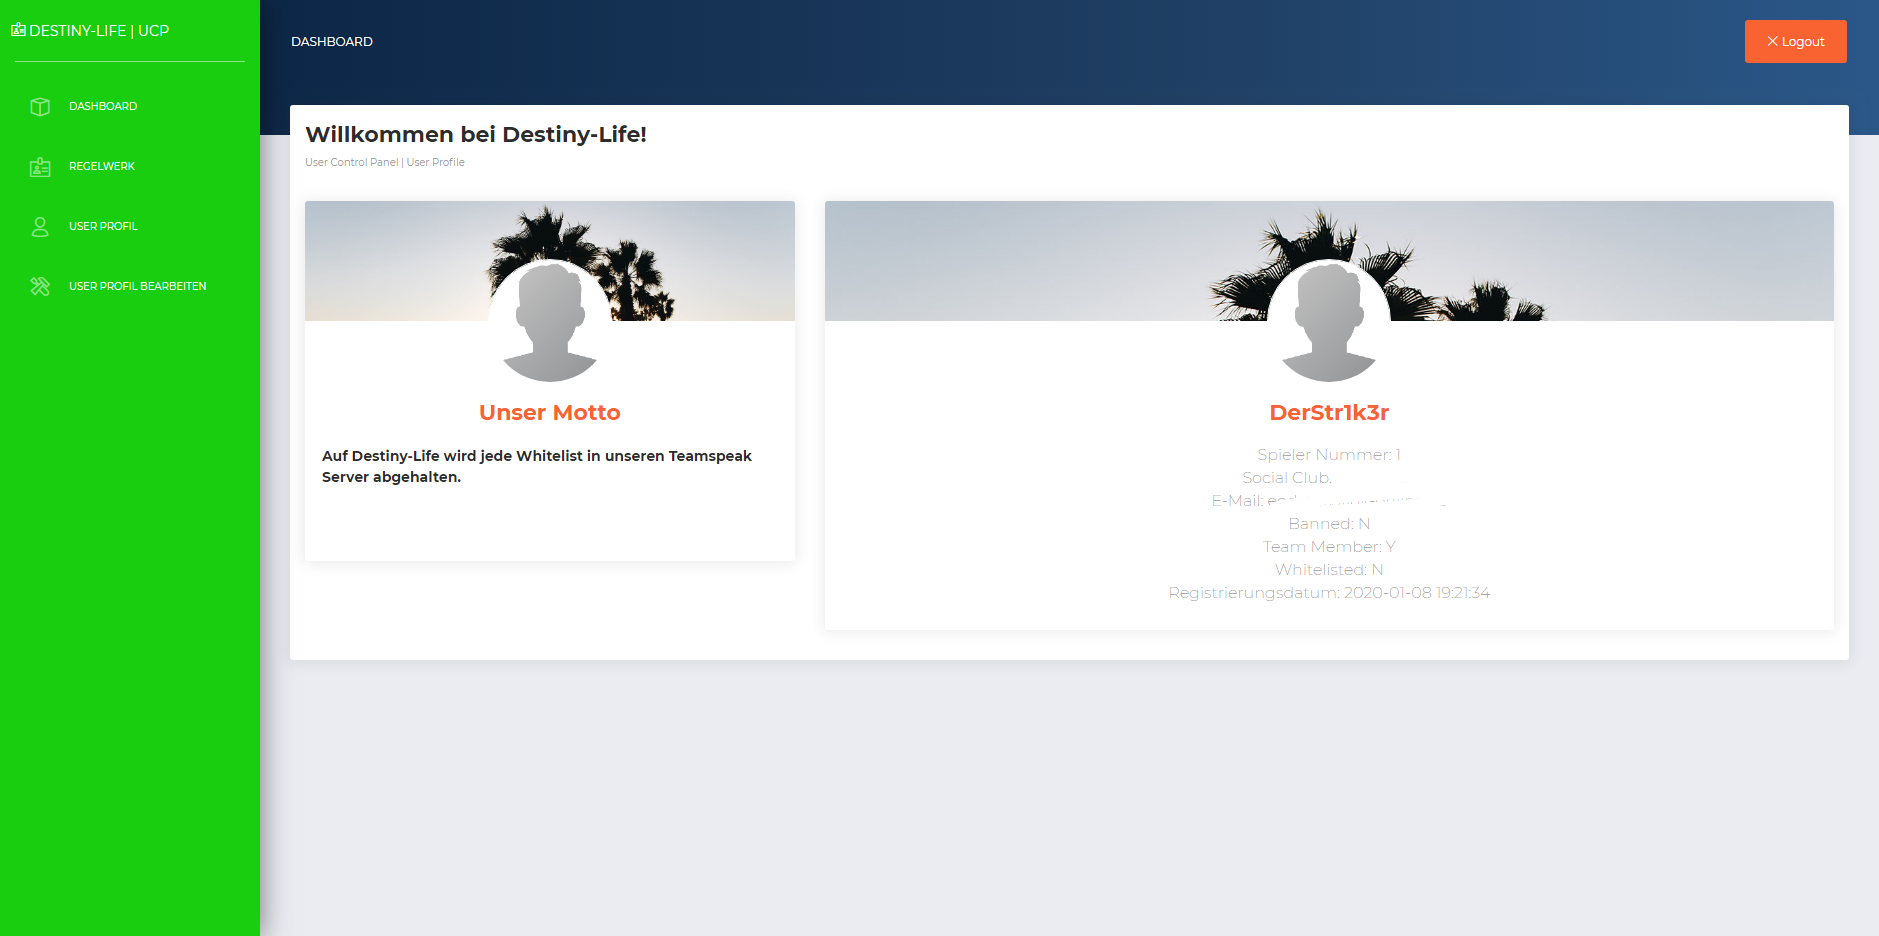 DESTINY-LIFE | UCP
DASHBOARD
REGELWERK
USER PROFIL
USER PROFIL BEARBEITEN
DASHBOARD
Logout
Willkommen bei Destiny-Life!
User Control Panel | User Profile
Unser Motto
Auf Destiny-Life wird jede Whitelist in unseren Teamspeak
Server abgehalten.
DerStr1k3r
Spieler Nummer: 1
Social Club.
E-Mail:
Banned: N
Team Member: Y
Whitelisted: N
Registrierungsdatum: 2020-01-08 19:21:34